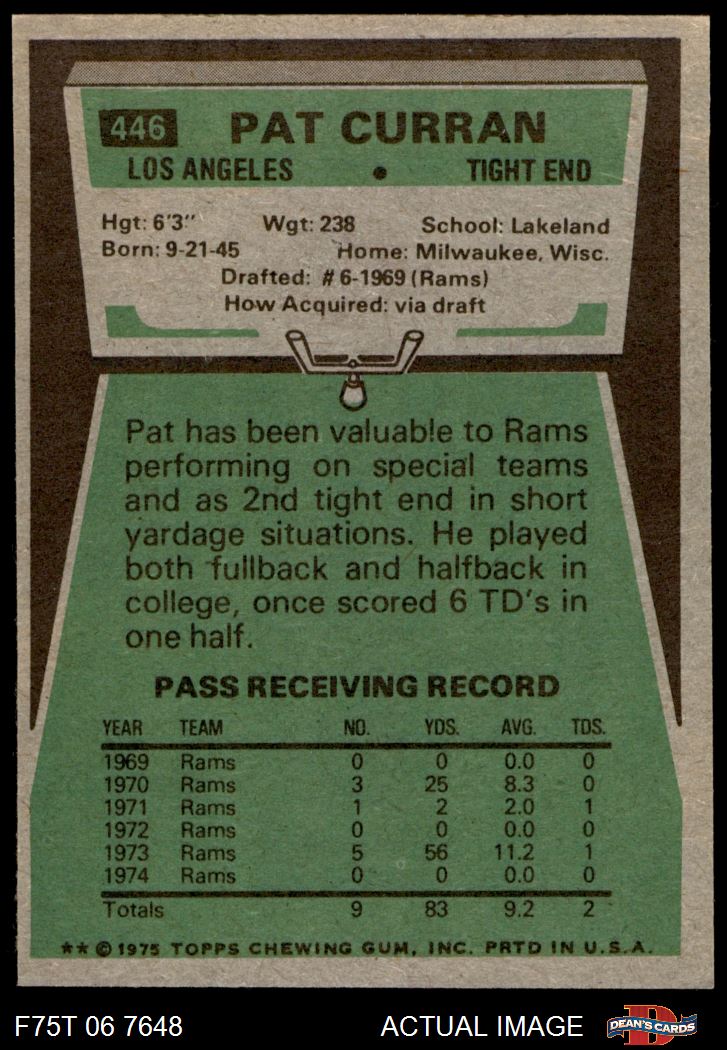 446 PAT CURRAN
LOS ANGELES • TIGHT END
Hgt: 6'3" Wgt: 238 School: Lakeland
Born: 9-21-45 Home: Milwaukee, Wisc.
Drafted: #6-1969 (Rams)
How Acquired: via draft
Pat has been valuable to Rams
performing on special teams
and as 2nd tight end in short
yardage situations. He played
both fullback and halfback in
college, once scored 6 TD's in
one half.
PASS RECEIVING RECORD
YEAR TEAM NO. YDS. AVG. TDS.
1969 Rams 0 0 0.0 0
1970 Rams 3 25 8.3 0
1971 Rams 1 2 2.0 1
1972 Rams 0 0 0.0 0
1973 Rams 5 56 11.2 1
1974 Rams 0 0 0.0 0
Totals 9 83 9.2 2
** © 1975 TOPPS CHEWING GUM, INC. PRTD IN U.S.A.
F75T 06 7648 ACTUAL IMAGE D DEAN'S CARDS